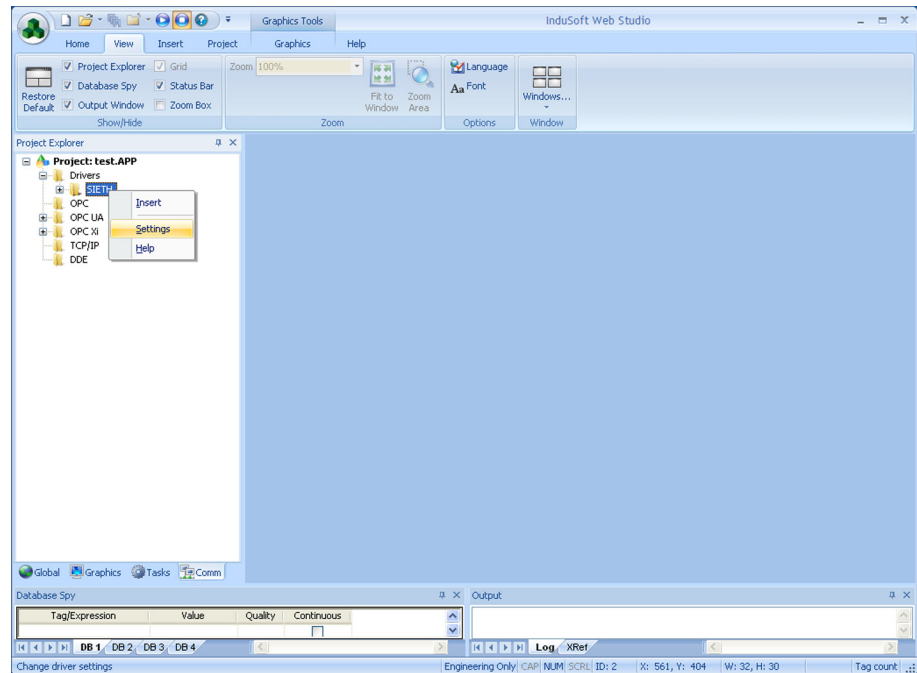 Graphics Tools
InduSoft Web Studio
Home View Insert Project Graphics Help
Restore Default
Project Explorer Grid
Database Spy Status Bar
Output Window Zoom Box
Show/Hide
Zoom 100%
Fit to Window
Zoom Area
Zoom
Language
Font
Options
Windows...
Window
Project Explorer
Project: test.APP
Drivers
SIETH
OPC
OPC UA
OPC Xi
TCP/IP
DDE
Insert
Settings
Help
Global Graphics Tasks Comm
Database Spy
Tag/Expression Value Quality Continuous
DB 1 DB 2 DB 3 DB 4
Output
Log XRef
Change driver settings
Engineering Only CAP NUM SCRL ID: 2 X: 561, Y: 404 W: 32, H: 30 Tag count